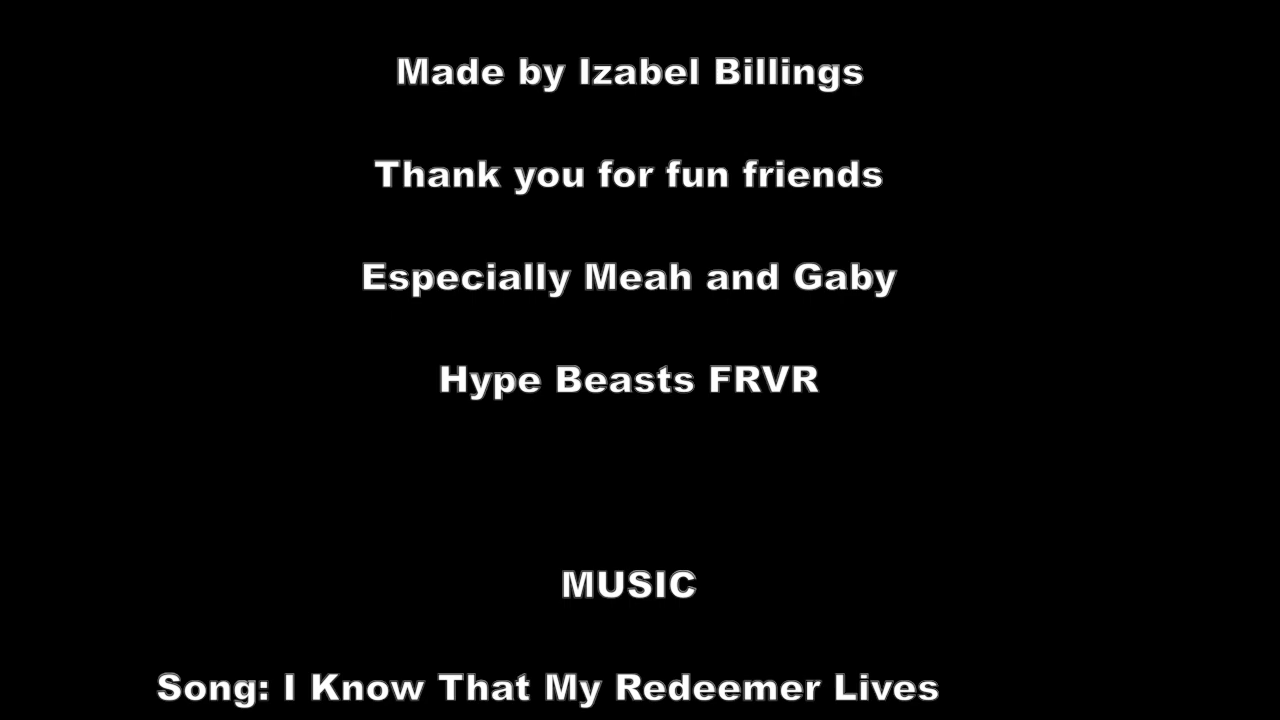 Made by Izabel Billings
Thank you for fun friends
Especially Meah and Gaby
Hype Beasts FRVR
MUSIC
Song: I Know That My Redeemer Lives